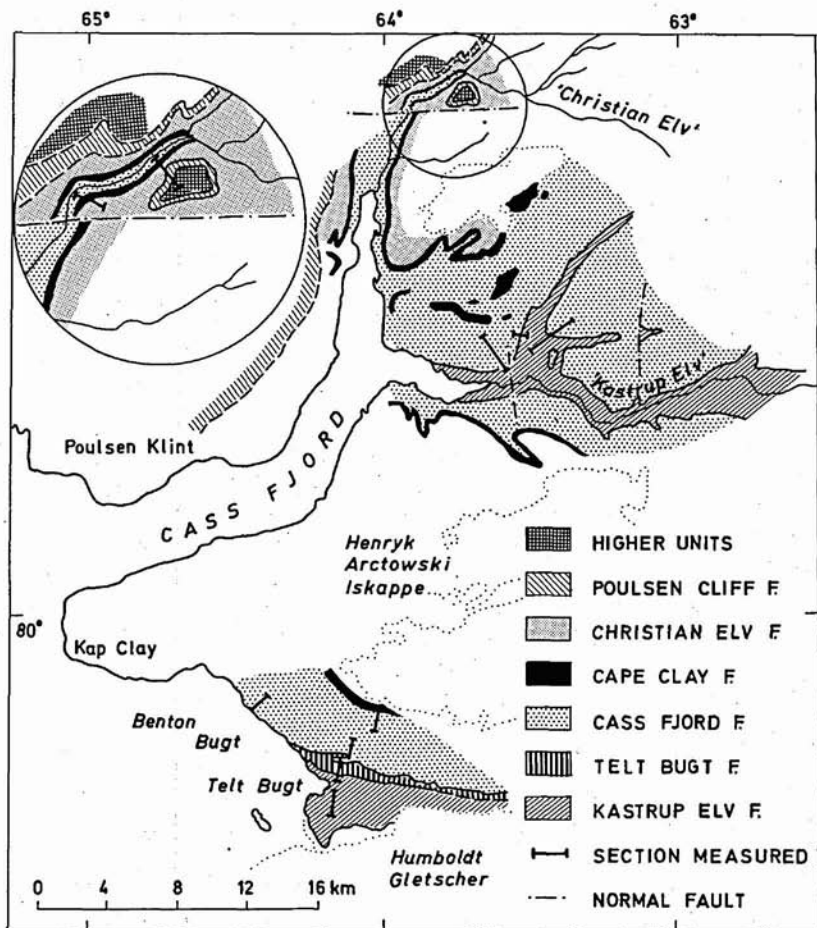 65° 64° 63°
'Christian Elv'
'Kastrup Elv'
Poulsen Klint
CASS FJORD
Henryk
Arctowski
Iskappe
80°
Kap Clay
Benton
Bugt
Telt Bugt
Humboldt
Gletscher
HIGHER UNITS
POULSEN CLIFF F.
CHRISTIAN ELV F.
CAPE CLAY F.
CASS FJORD F.
TELT BUGT F.
KASTRUP ELV F.
SECTION MEASURED
NORMAL FAULT
0 4 8 12 16 km